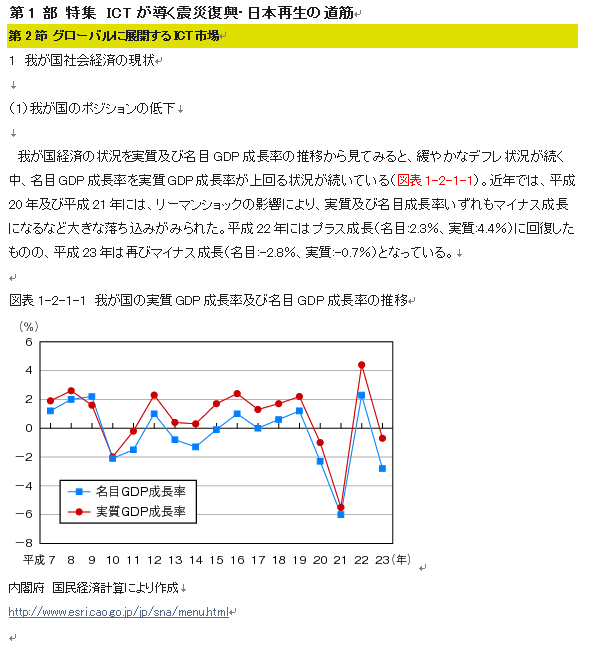 第1 部 特集 ICT が導く震災復興・日本再生の道筋
第2節 グローバルに展開するICT市場
1 我が国社会経済の現状
(1)我が国のポジションの低下
我が国経済の状況を実質及び名目GDP成長率の推移から見てみると、緩やかなデフレ状況が続く
中、名目GDP成長率を実質GDP成長率が上回る状況が続いている(図表1-2-1-1)。近年では、平成
20年及び平成21年には、リーマンショックの影響により、実質及び名目成長率いずれもマイナス成長
になるなど大きな落ち込みがみられた。平成22年にはプラス成長(名目:2.3%、実質:4.4%)に回復した
ものの、平成23年は再びマイナス成長(名目:-2.8%、実質:-0.7%)となっている。
図表1-2-1-1 我が国の実質GDP成長率及び名目GDP成長率の推移
(%)
6
4
2
0
-2
-4
-6
-8
名目GDP成長率
実質GDP成長率
平成7 8 9 10 11 12 13 14 15 16 17 18 19 20 21 22 23(年)
内閣府 国民経済計算により作成
http://www.esri.cao.go.jp/jp/sna/menu.html